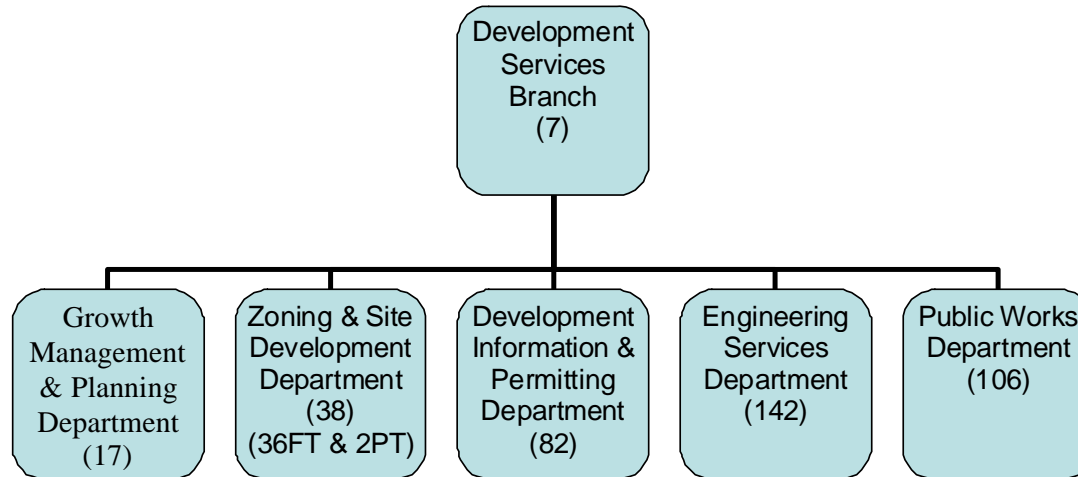 Development
Services
Branch
(7)
Growth
Management
& Planning
Department
(17)
Zoning & Site
Development
Department
(38)
(36FT & 2PT)
Development
Information &
Permitting
Department
(82)
Engineering
Services
Department
(142)
Public Works
Department
(106)